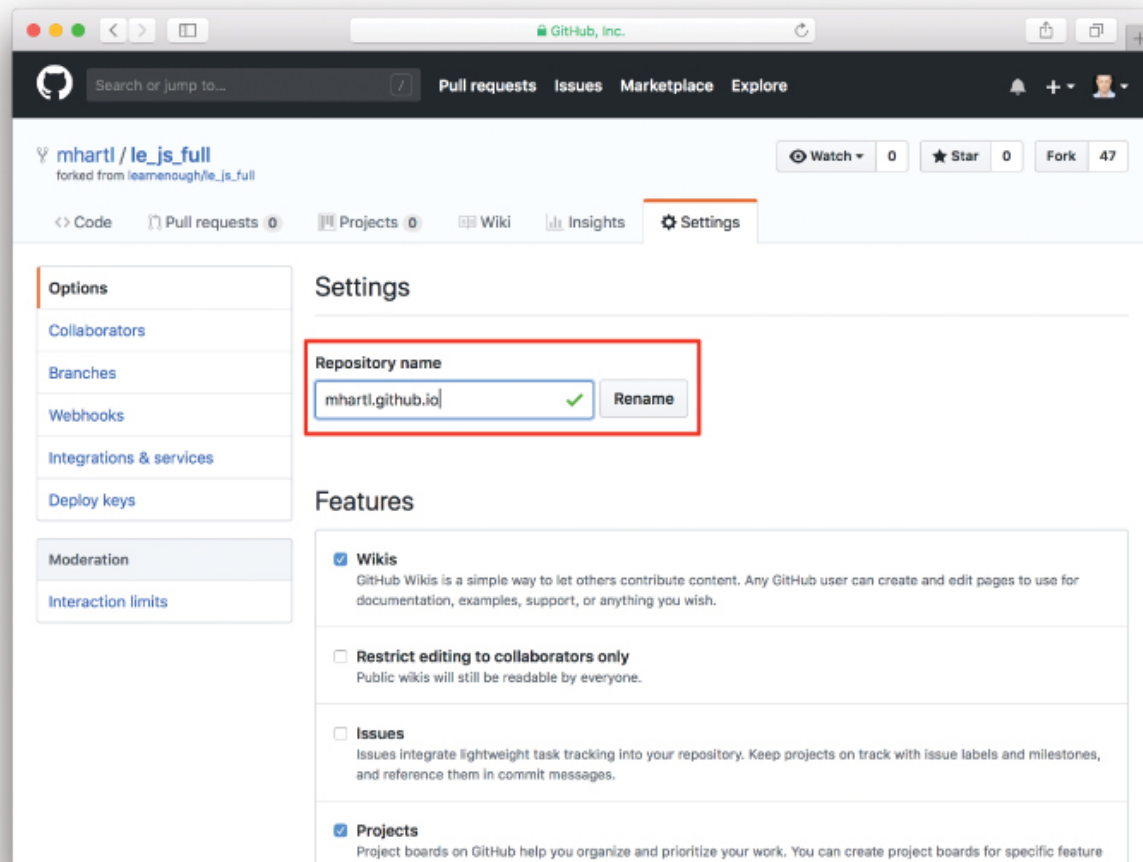 GitHub, Inc.
Search or jump to... /
Pull requests Issues Marketplace Explore
mhartl / le_js_full
forked from learnenough/le_js_full
Watch 0 Star 0 Fork 47
<> Code Pull requests 0 Projects 0 Wiki Insights Settings
Options
Collaborators
Branches
Webhooks
Integrations & services
Deploy keys
Moderation
Interaction limits
Settings
Repository name
mhartl.github.io Rename
Features
Wikis
GitHub Wikis is a simple way to let others contribute content. Any GitHub user can create and edit pages to use for
documentation, examples, support, or anything you wish.
Restrict editing to collaborators only
Public wikis will still be readable by everyone.
Issues
Issues integrate lightweight task tracking into your repository. Keep projects on track with issue labels and milestones,
and reference them in commit messages.
Projects
Project boards on GitHub help you organize and prioritize your work. You can create project boards for specific feature